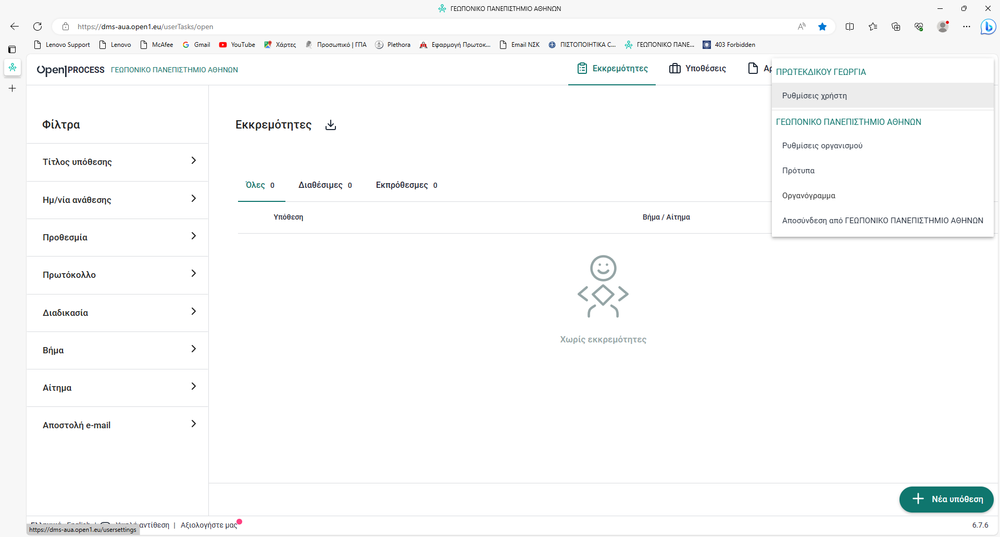 ΓΕΩΠΟΝΙΚΟ ΠΑΝΕΠΙΣΤΗΜΙΟ ΑΘΗΝΩΝ
https://dms-aua.open1.eu/userTasks/open
Lenovo Support Lenovo McAfee Gmail YouTube Χάρτες Προσωπικό | ΓΠΑ Plethora Εφαρμογή Πρωτοκ... Email ΝΣΚ ΠΙΣΤΟΠΟΙΗΤΙΚΑ C... ΓΕΩΠΟΝΙΚΟ ΠΑΝΕ... 403 Forbidden
Open|PROCESS ΓΕΩΠΟΝΙΚΟ ΠΑΝΕΠΙΣΤΗΜΙΟ ΑΘΗΝΩΝ Εκκρεμότητες Υποθέσεις
ΠΡΩΤΕΚΔΙΚΟΥ ΓΕΩΡΓΙΑ
Ρυθμίσεις χρήστη
ΓΕΩΠΟΝΙΚΟ ΠΑΝΕΠΙΣΤΗΜΙΟ ΑΘΗΝΩΝ
Ρυθμίσεις οργανισμού
Πρότυπα
Οργανόγραμμα
Αποσύνδεση από ΓΕΩΠΟΝΙΚΟ ΠΑΝΕΠΙΣΤΗΜΙΟ ΑΘΗΝΩΝ
Φίλτρα
Τίτλος υπόθεσης
Ημ/νία ανάθεσης
Προθεσμία
Πρωτόκολλο
Διαδικασία
Βήμα
Αίτημα
Αποστολή e-mail
Εκκρεμότητες
Όλες 0 Διαθέσιμες 0 Εκπρόθεσμες 0
Υπόθεση Βήμα / Αίτημα
Χωρίς εκκρεμότητες
Νέα υπόθεση
αντίθεση | Αξιολογήστε μας 6.7.6
https://dms-aua.open1.eu/usersettings